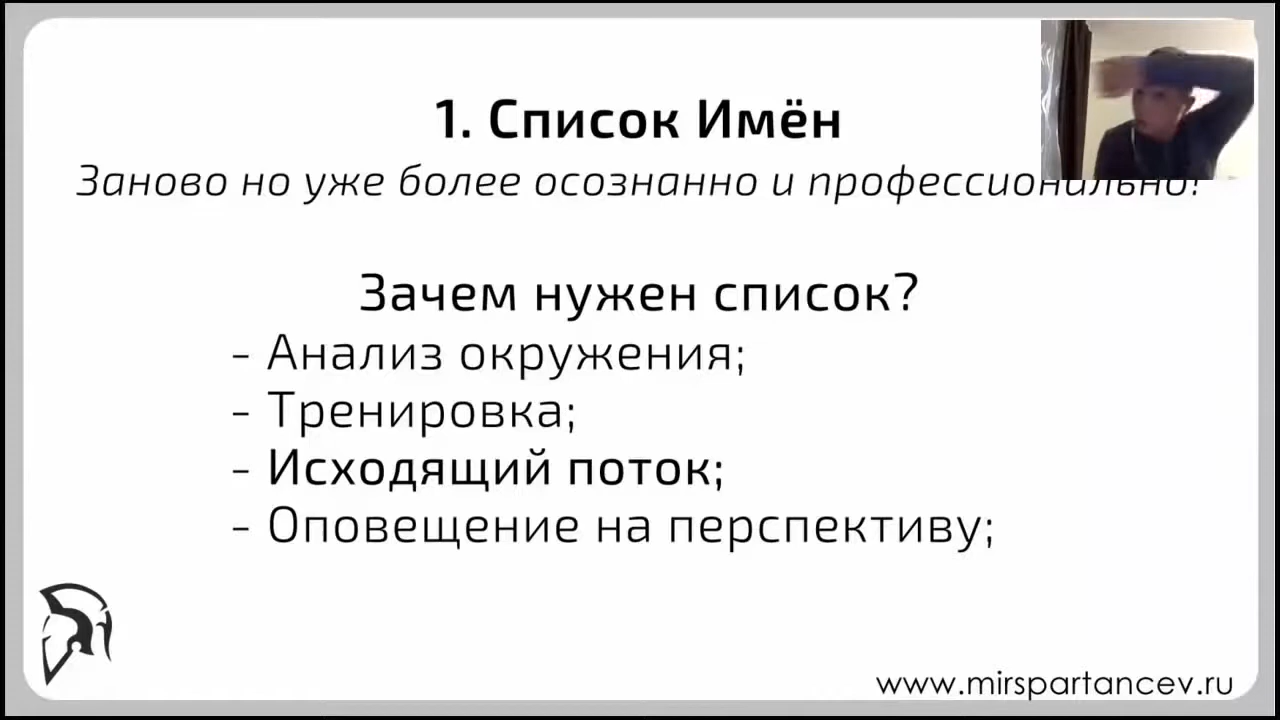 1. Список Имён
Заново но уже более осознанно и профессионально!
Зачем нужен список?
- Анализ окружения;
- Тренировка;
- Исходящий поток;
- Оповещение на перспективу;
www.mirspartancev.ru